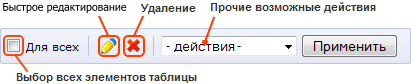 Быстрое редактирование
Удаление
Прочие возможные действия
Для всех
- действия -
Применить
Выбор всех элементов таблицы